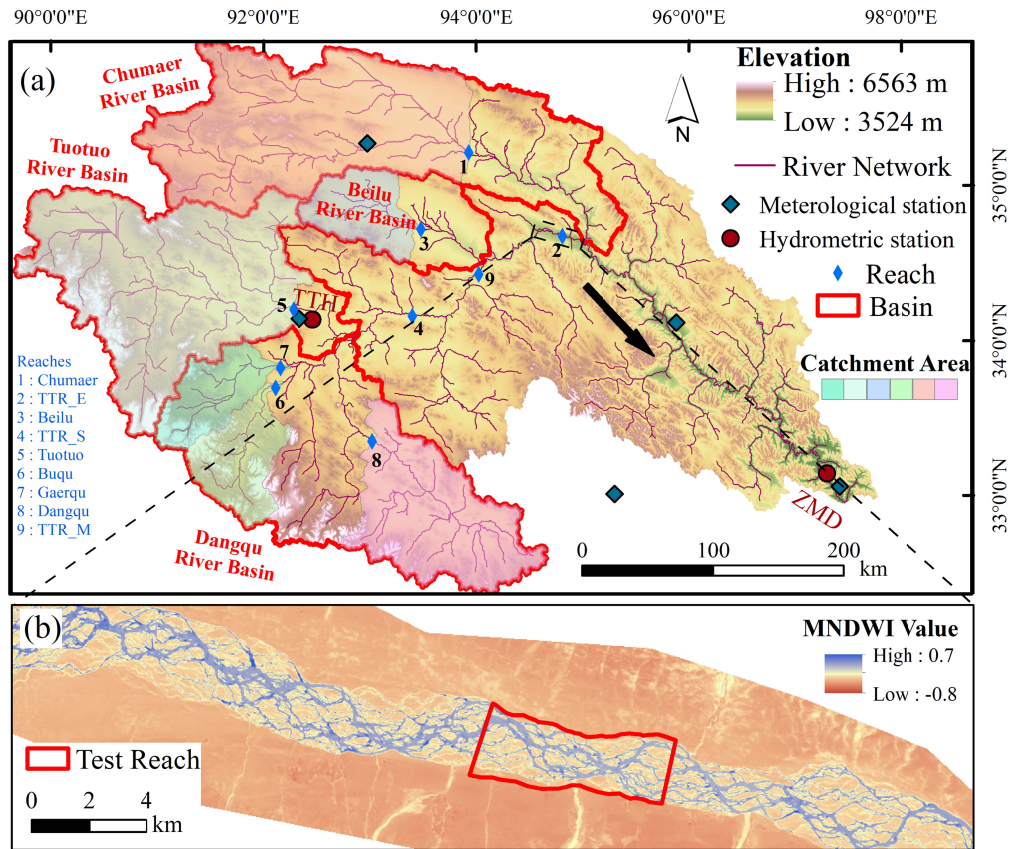 90°0'0"E 92°0'0"E 94°0'0"E 96°0'0"E 98°0'0"E
(a)
Chumaer
River Basin
Tuotuo
River Basin
Beilu
River Basin
Dangqu
River Basin
TTH
ZMD
1
2
3
4
5
6
7
8
9
N
Elevation
High : 6563 m
Low : 3524 m
River Network
Meterological station
Hydrometric station
Reach
Basin
Catchment Area
35°0'0"N
34°0'0"N
33°0'0"N
Reaches
1 : Chumaer
2 : TTR_E
3 : Beilu
4 : TTR_S
5 : Tuotuo
6 : Buqu
7 : Gaerqu
8 : Dangqu
9 : TTR_M
0 100 200
km
(b)
MNDWI Value
High : 0.7
Low : -0.8
Test Reach
0 2 4
km